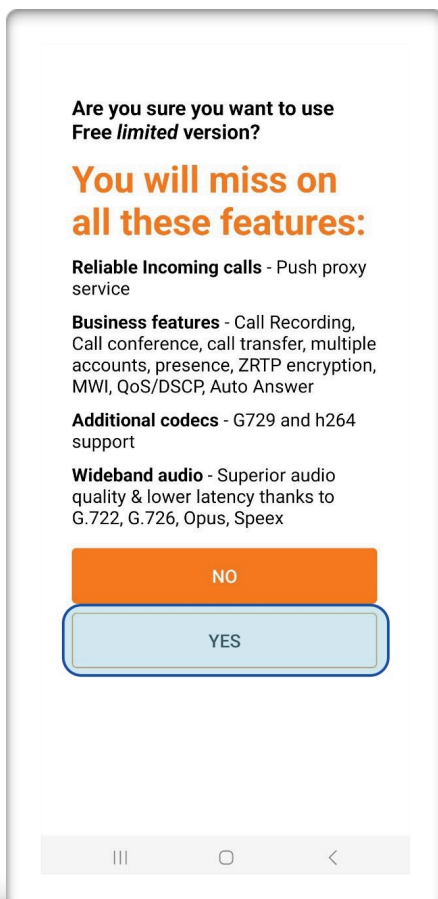 Are you sure you want to use
Free limited version?
You will miss on
all these features:
Reliable Incoming calls - Push proxy
service
Business features - Call Recording,
Call conference, call transfer, multiple
accounts, presence, ZRTP encryption,
MWI, QoS/DSCP, Auto Answer
Additional codecs - G729 and h264
support
Wideband audio - Superior audio
quality & lower latency thanks to
G.722, G.726, Opus, Speex
NO
YES